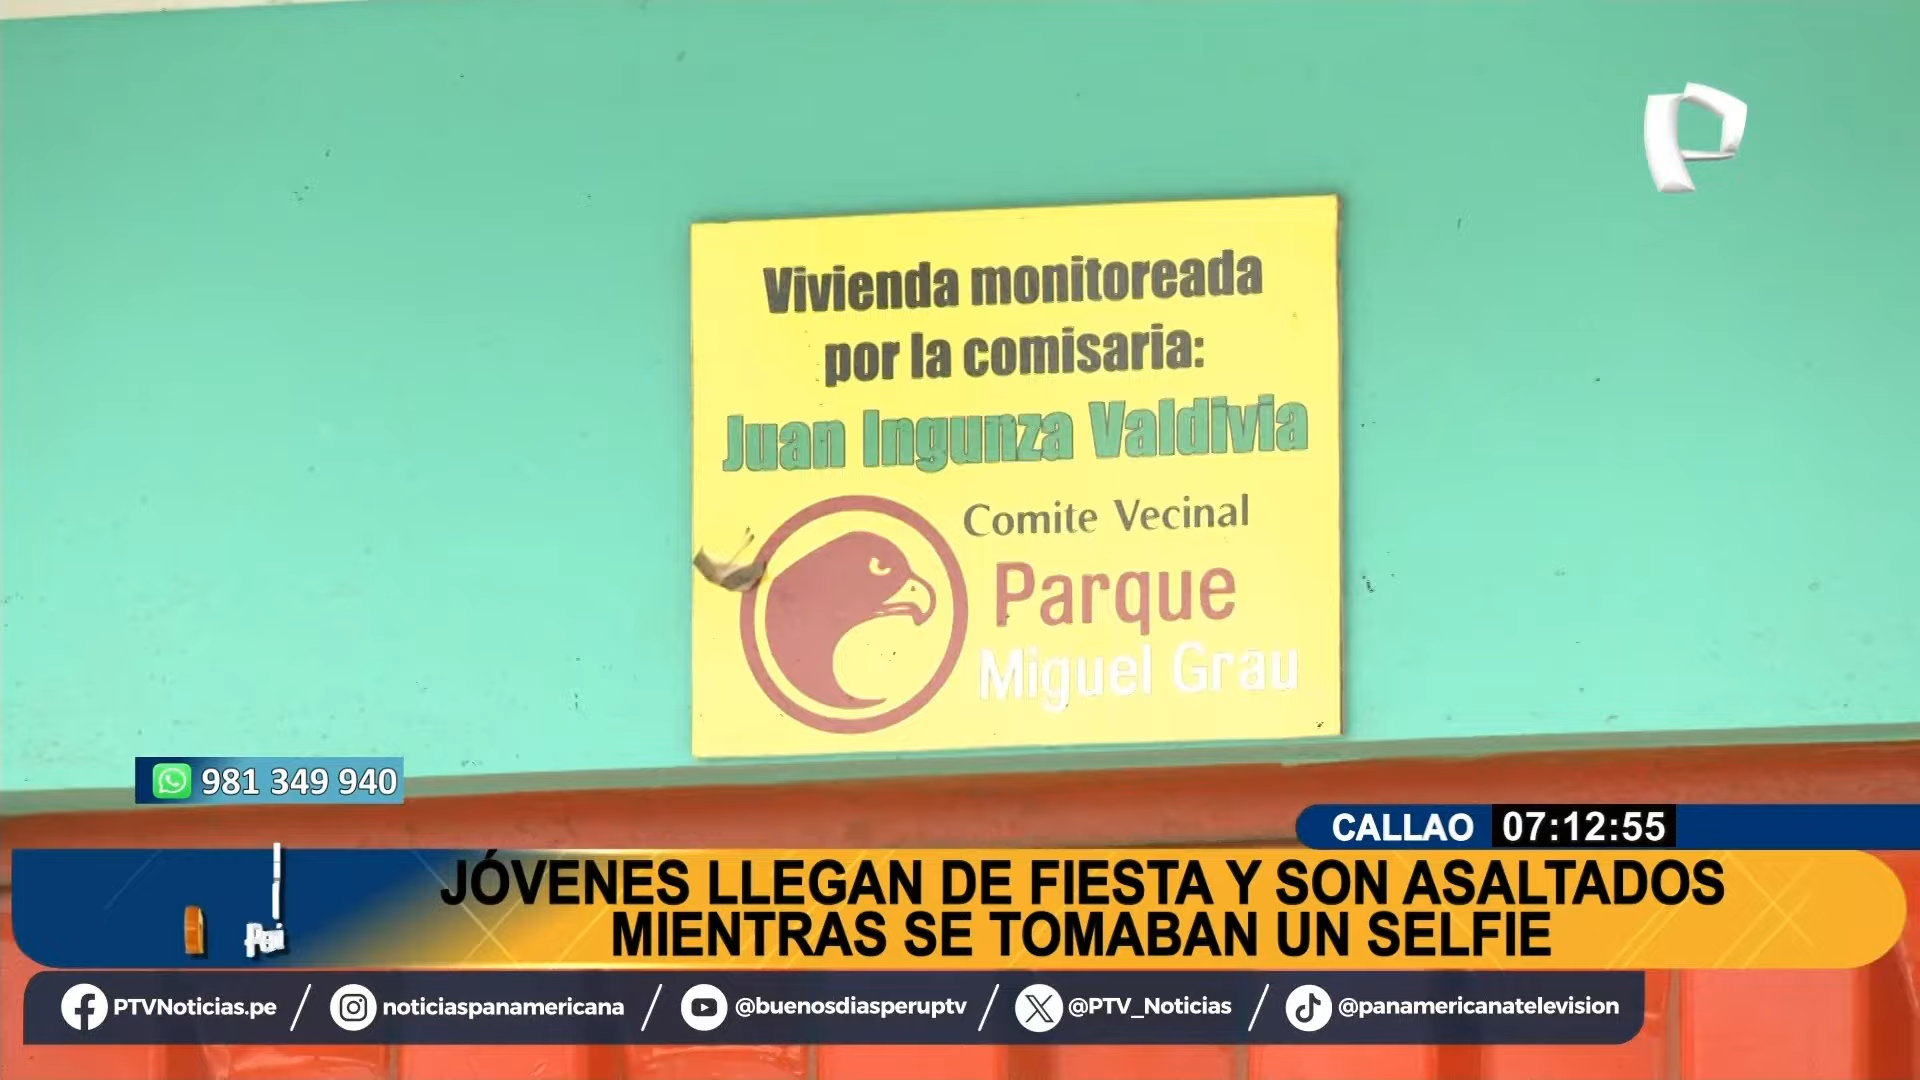 Vivienda monitoreada
por la comisaria:
Juan Ingunza Valdivia
Comite Vecinal
Parque
Miguel Grau
981 349 940
CALLAO 07:12:55
JÓVENES LLEGAN DE FIESTA Y SON ASALTADOS
MIENTRAS SE TOMABAN UN SELFIE
PTVNoticias.pe / noticiaspanamericana / @buenosdiasperuptv / @PTV_Noticias / @panamericanatelevision